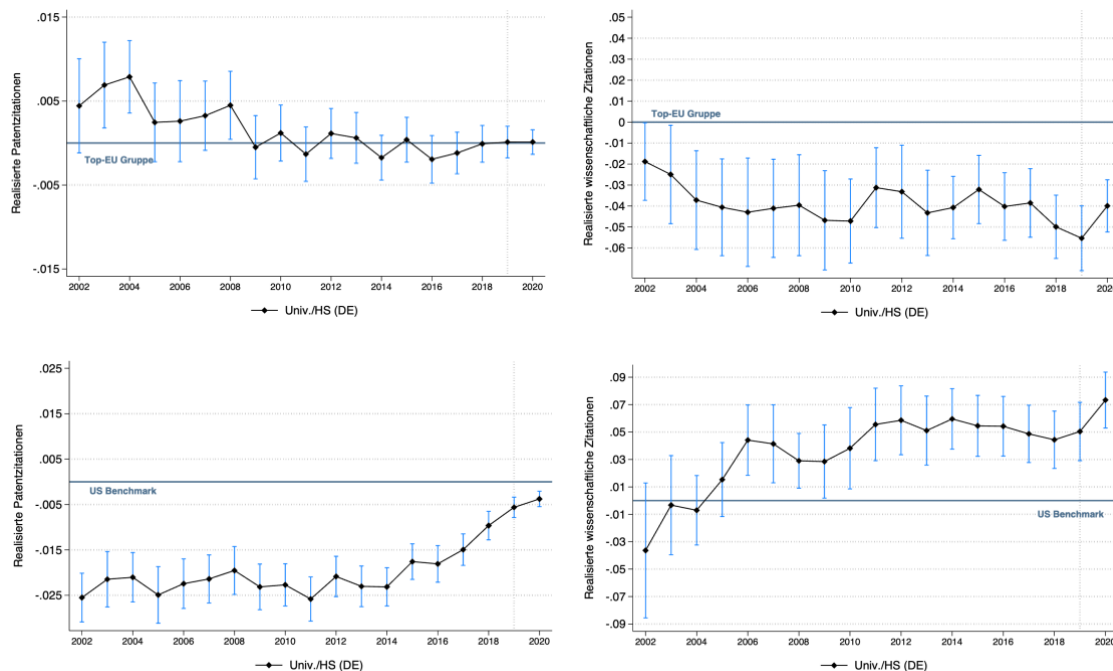 Realisierte Patentzitationen
.015
.005
-.005
-.015
Top-EU Gruppe
2002 2004 2006 2008 2010 2012 2014 2016 2018 2020
Univ./HS (DE)
Realisierte wissenschaftliche Zitationen
.05
.04
.03
.02
.01
0
-.01
-.02
-.03
-.04
-.05
-.06
Top-EU Gruppe
2002 2004 2006 2008 2010 2012 2014 2016 2018 2020
Univ./HS (DE)
Realisierte Patentzitationen
.025
.015
.005
-.005
-.015
-.025
US Benchmark
2002 2004 2006 2008 2010 2012 2014 2016 2018 2020
Univ./HS (DE)
Realisierte wissenschaftliche Zitationen
.09
.07
.05
.03
.01
-.01
-.03
-.05
-.07
-.09
US Benchmark
2002 2004 2006 2008 2010 2012 2014 2016 2018 2020
Univ./HS (DE)